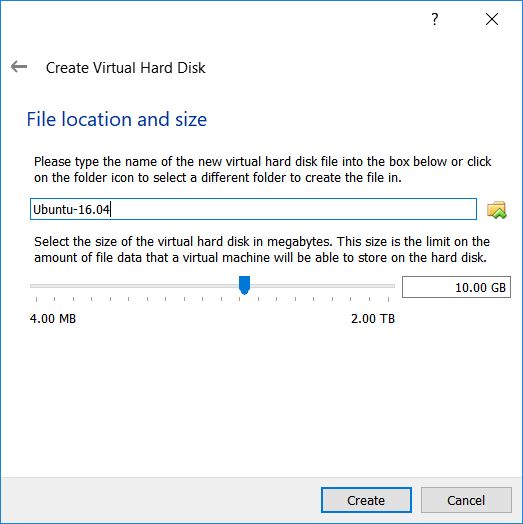 ?
Create Virtual Hard Disk
File location and size
Please type the name of the new virtual hard disk file into the box below or click
on the folder icon to select a different folder to create the file in.
Ubuntu-16.04
Select the size of the virtual hard disk in megabytes. This size is the limit on the
amount of file data that a virtual machine will be able to store on the hard disk.
10.00 GB
4.00 MB 2.00 TB
Create Cancel